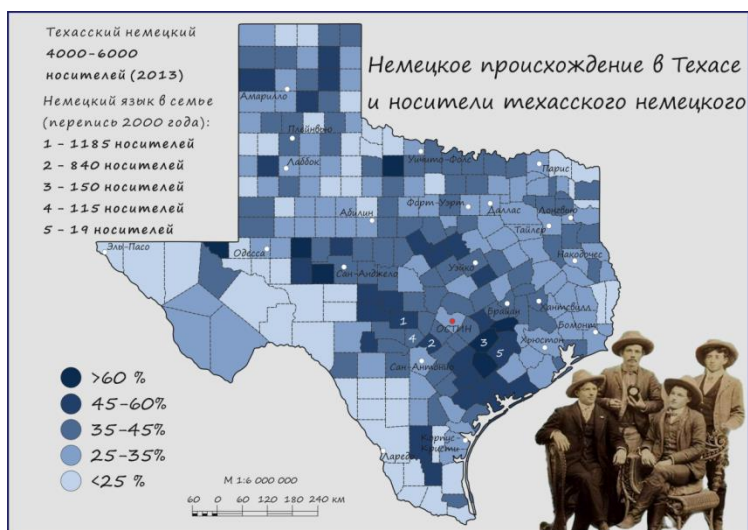 Техасский немецкий
4000-6000
носителей (2013)
Немецкий язык в семье
(перепись 2000 года):
1 - 1185 носителей
2 - 840 носителей
3 - 150 носителей
4 - 115 носителей
5 - 19 носителей
Немецкое происхождение в Техасе
и носители техасского немецкого
Амарилло
Плейнвью
Лаббок
Уичито-Фолс
Парис
Абилин
Форт-Уэрт
Даллас
Лонгвью
Тайлер
Эль-Пасо
Одесса
Сан-Анджело
Уэйко
Накодочес
Брайан
Хантсвилл
1
ОСТИН
Бомонт
4
2
3
5
Хрюстон
Сан-Антонио
>60 %
45-60%
35-45%
25-35%
<25 %
Корпус-
Кристи
Ларедо
М 1:6 000 000
60 0 60 120 180 240 км